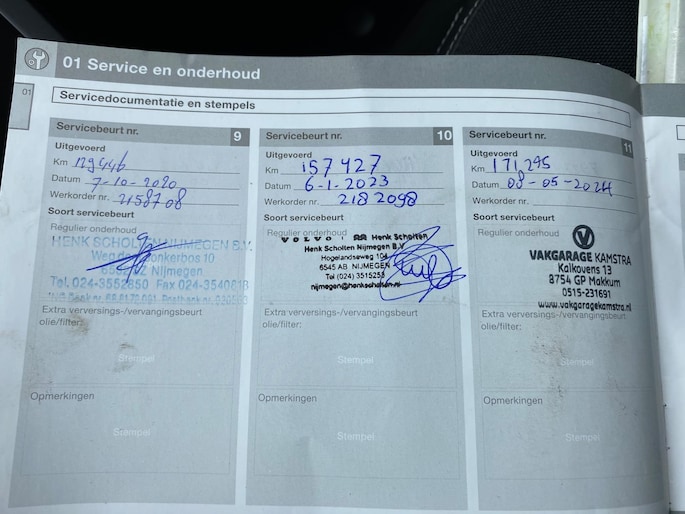 01 Service en onderhoud
01
Servicedocumentatie en stempels
Servicebeurt nr. 9
Uitgevoerd
Km 129446
Datum 7-10-2020
Werkorder nr. 2158708
Soort servicebeurt
Regulier onderhoud
HENK SCHOLTEN NIJMEGEN B.V.
Tel. 024-3552850 Fax 024-3540618
Extra verversings-/vervangingsbeurt
olie/filter:
Stempel
Opmerkingen
Stempel
Servicebeurt nr. 10
Uitgevoerd
Km 157427
Datum 6-1-2023
Werkorder nr. 2182098
Soort servicebeurt
Regulier onderhoud
VOLVO Henk Scholten
Henk Scholten Nijmegen B.V
Hogelandseweg 104
6545 AB NIJMEGEN
Tel (024) 3515253
nijmegen@henkscholten.nl
Extra verversings-/vervangingsbeurt
olie/filter:
Stempel
Opmerkingen
Stempel
Servicebeurt nr. 11
Uitgevoerd
Km 171295
Datum 08-05-2024
Werkorder nr.
Soort servicebeurt
Regulier onderhoud
VAKGARAGE KAMSTRA
Kalkovens 13
8754 GP Makkum
0515-231691
www.vakgaragekamstra.nl
Extra verversings-/vervangingsbeurt
olie/filter:
Stempel
Opmerkingen
Stempel